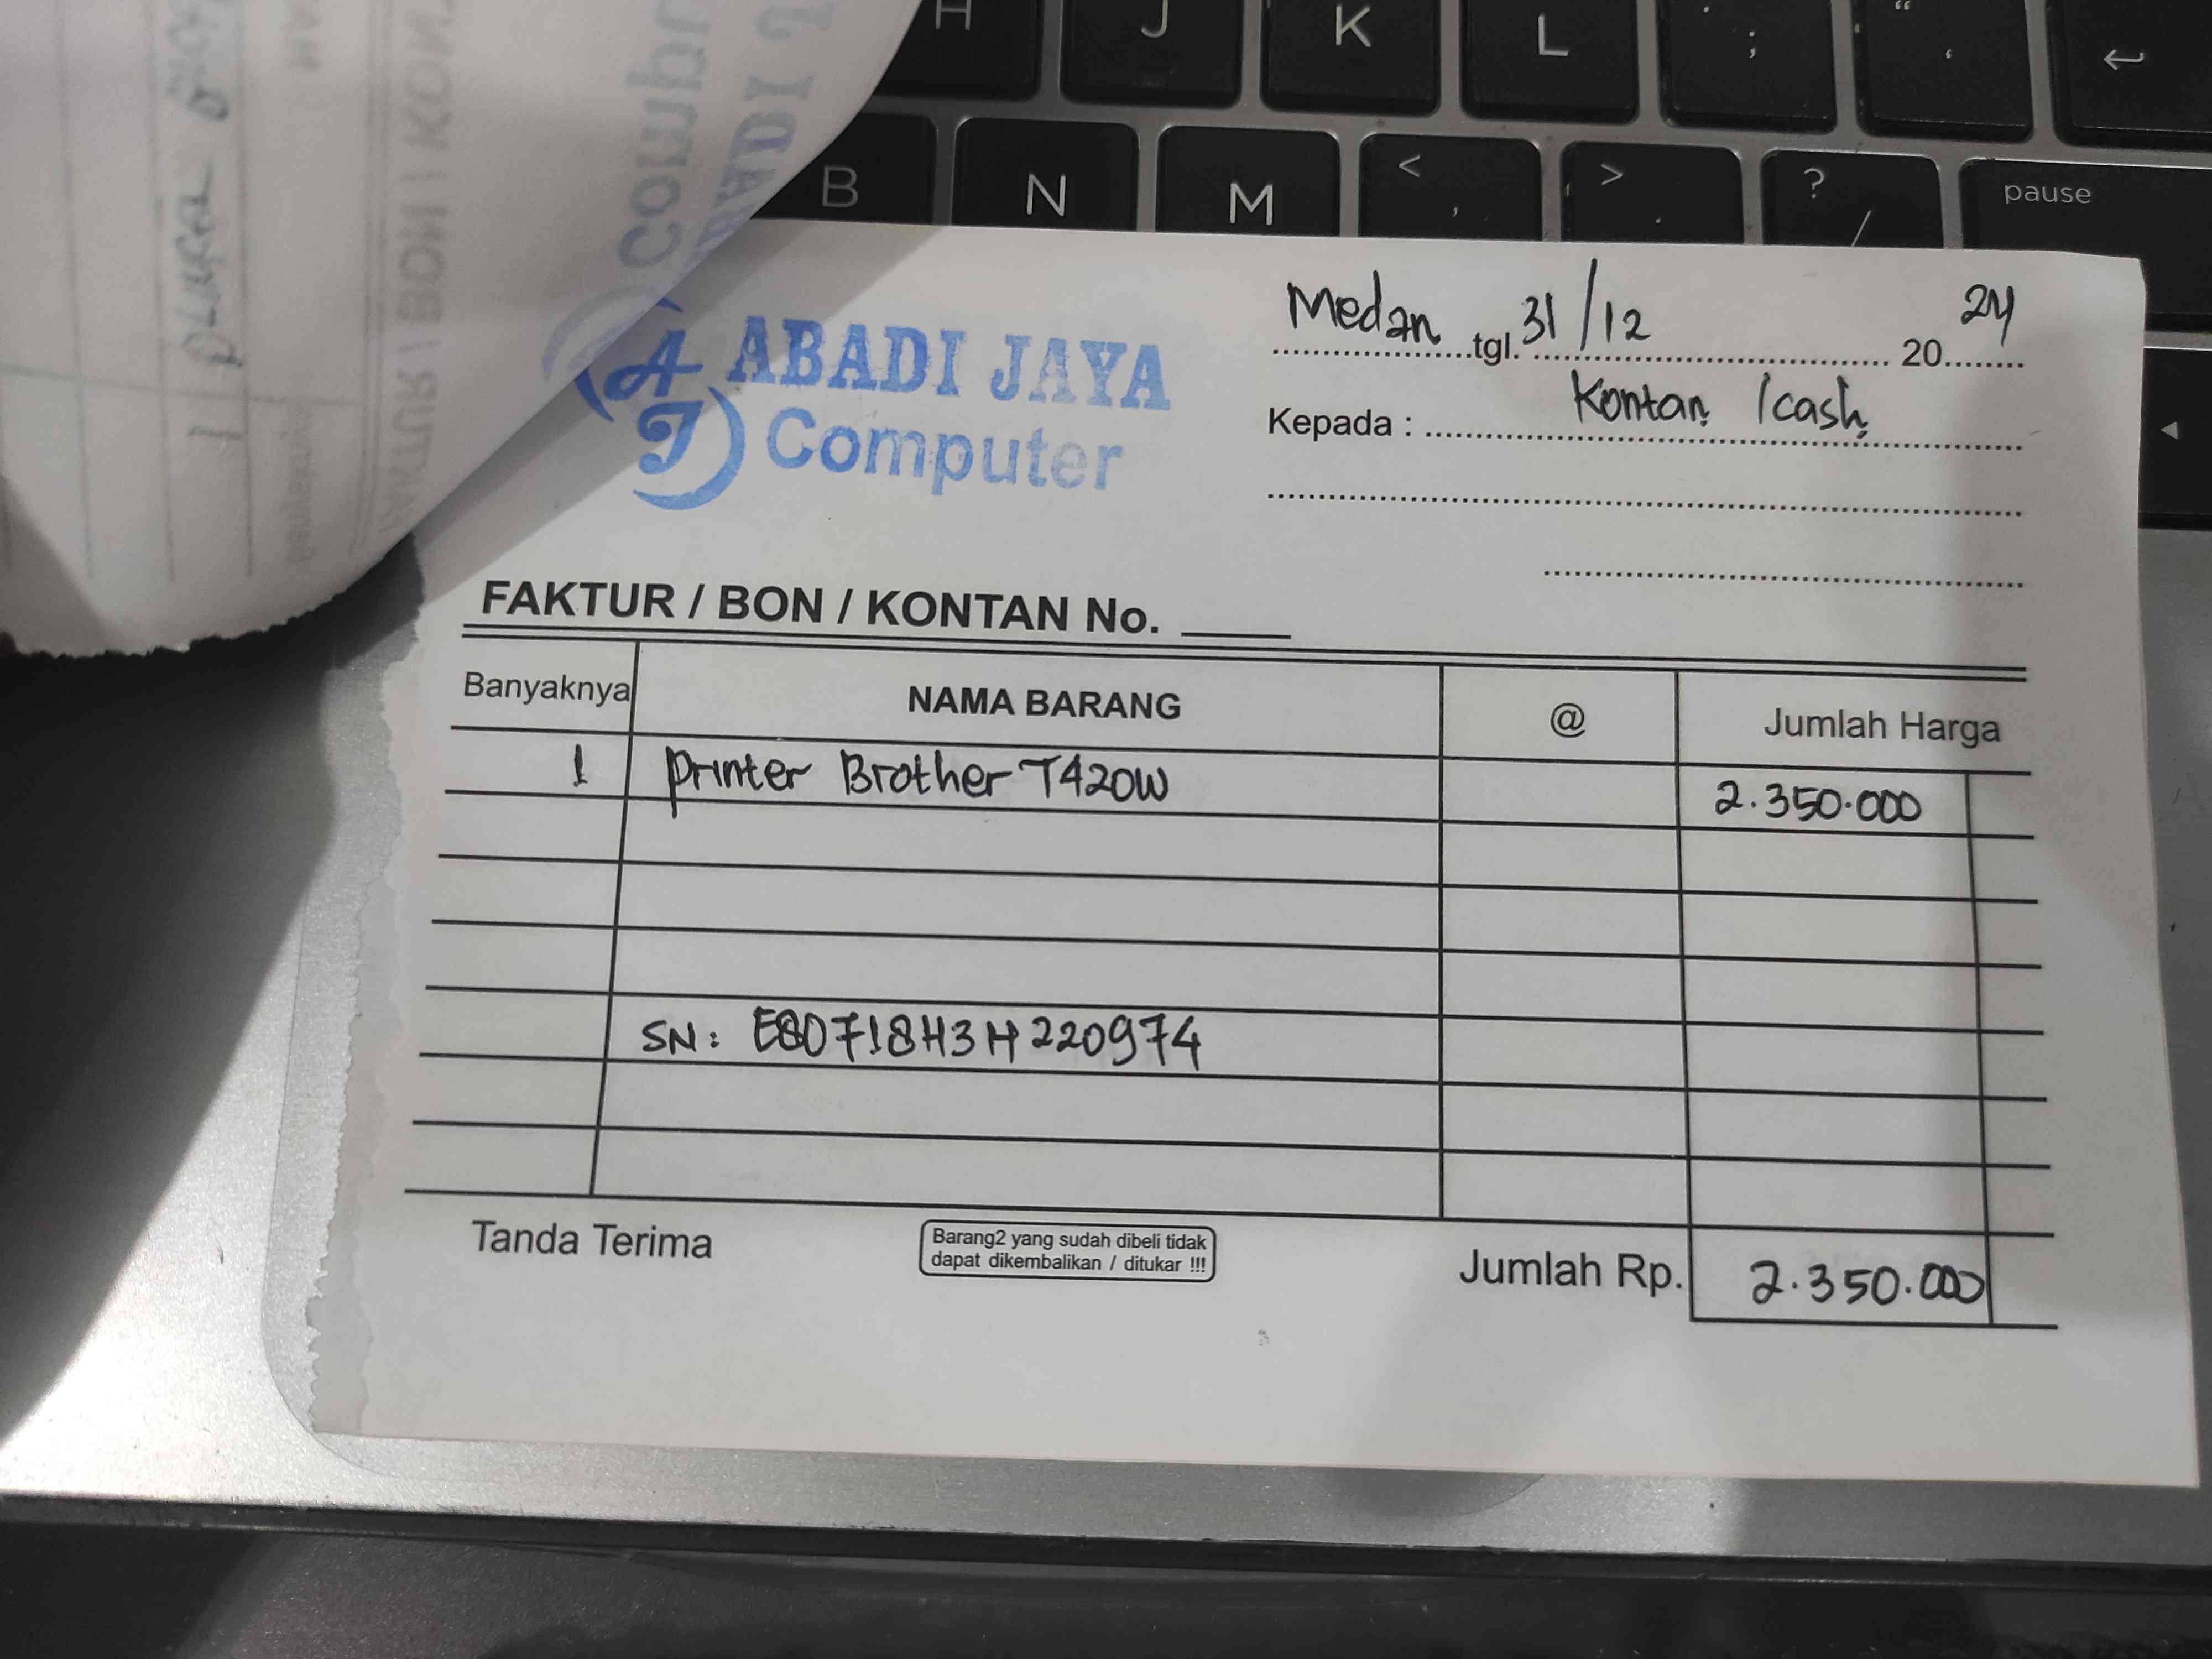 H J K L ; " '
B N M < , > . ? / pause
Medan tgl. 31/12 20 24
ABADI JAYA
Computer
AJ
Kepada : Kontan /cash
FAKTUR / BON / KONTAN No.
Banyaknya NAMA BARANG @ Jumlah Harga
1 Printer Brother T420W 2.350.000
SN: E80718H3H220974
Tanda Terima
Barang2 yang sudah dibeli tidak
dapat dikembalikan / ditukar !!!
Jumlah Rp. 2.350.000